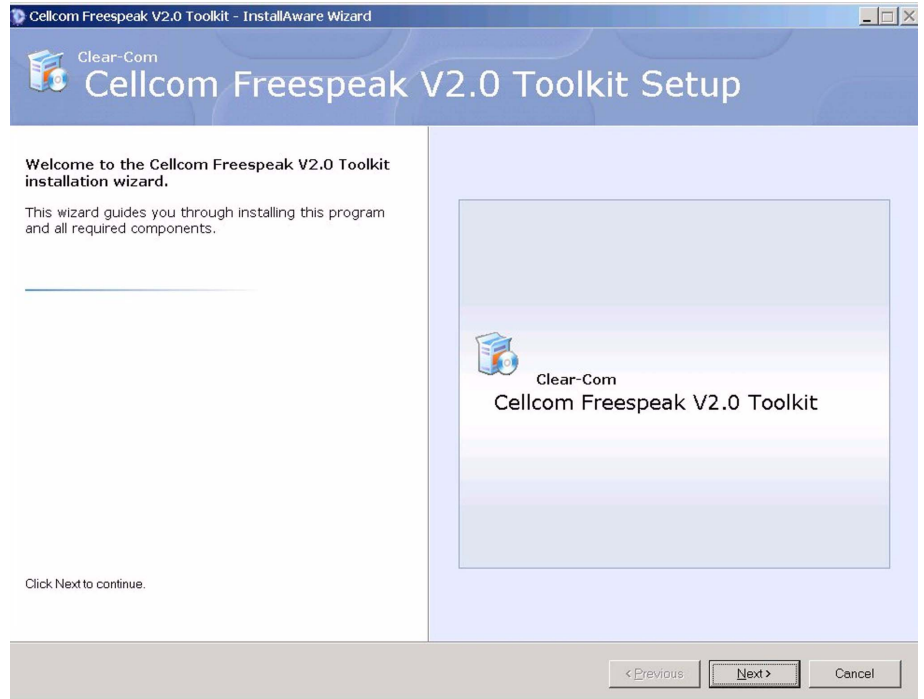 Cellcom Freespeak V2.0 Toolkit - InstallAware Wizard
Clear-Com
Cellcom Freespeak V2.0 Toolkit Setup
Welcome to the Cellcom Freespeak V2.0 Toolkit
installation wizard.
This wizard guides you through installing this program
and all required components.
Clear-Com
Cellcom Freespeak V2.0 Toolkit
Click Next to continue.
< Previous
Next >
Cancel